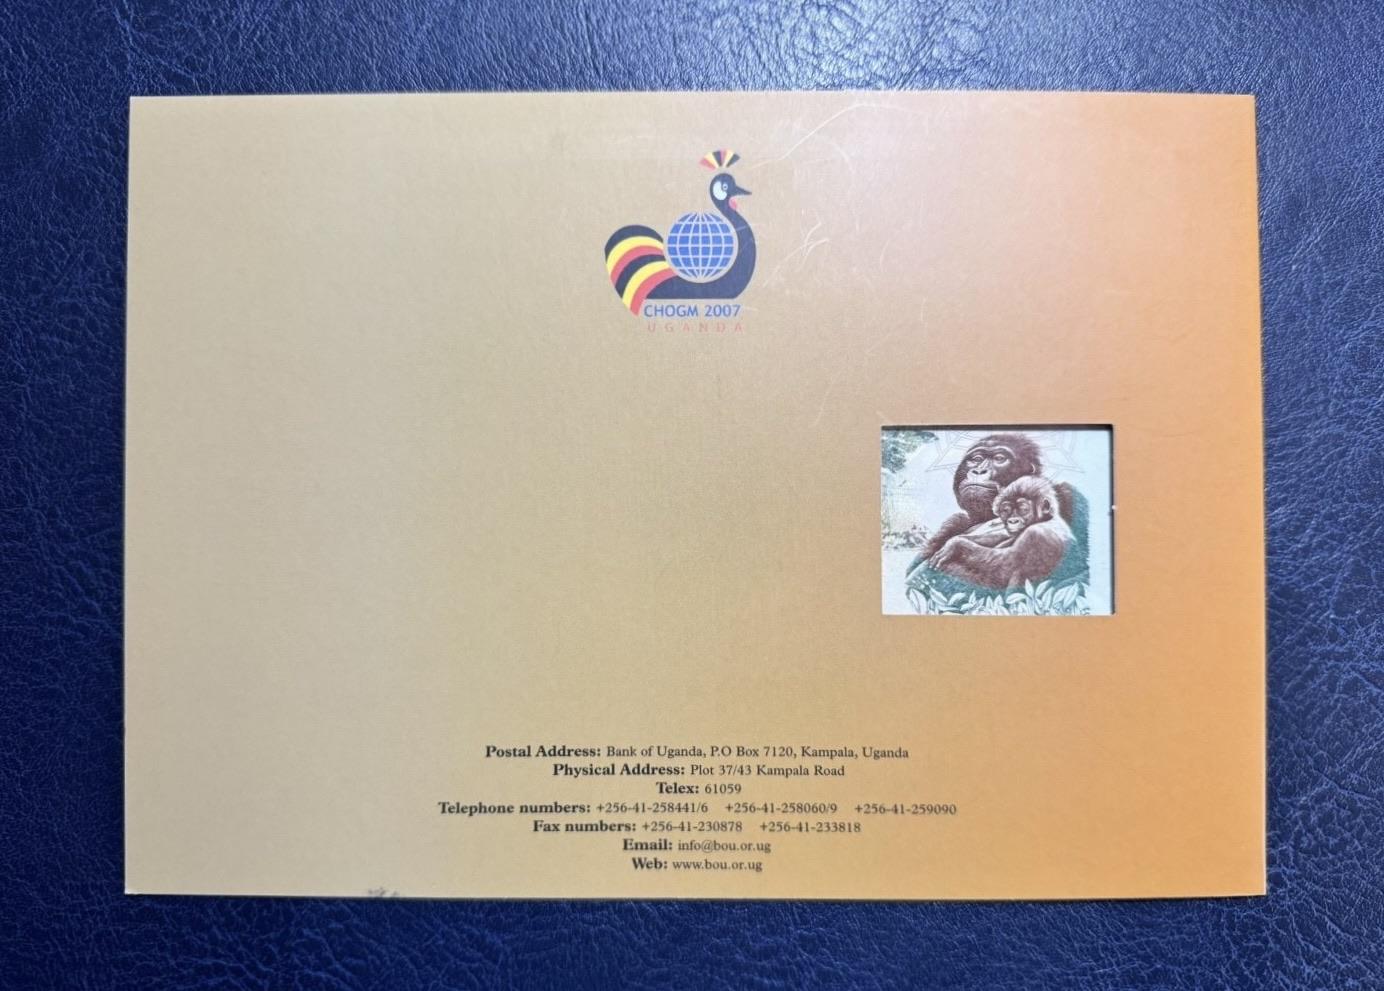 CHOGM 2007
UGANDA
Postal Address: Bank of Uganda, P.O Box 7120, Kampala, Uganda
Physical Address: Plot 37/43 Kampala Road
Telex: 61059
Telephone numbers: +256-41-258441/6 +256-41-258060/9 +256-41-259090
Fax numbers: +256-41-230878 +256-41-233818
Email: info@bou.or.ug
Web: www.bou.or.ug